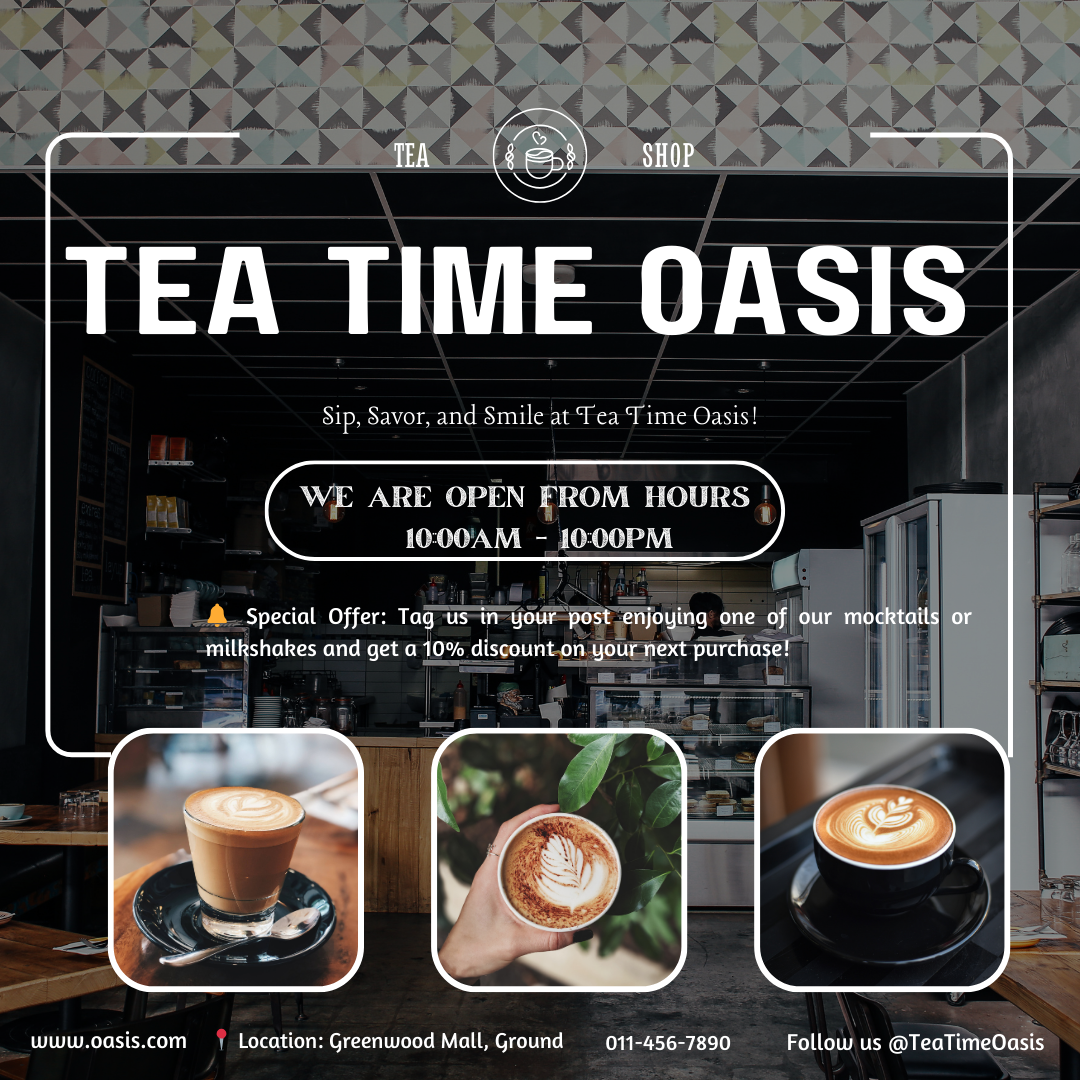 TEA SHOP
TEA TIME OASIS
Sip, Savor, and Smile at Tea Time Oasis!
WE ARE OPEN FROM HOURS
10:00AM - 10:00PM
🔔 Special Offer: Tag us in your post enjoying one of our mocktails or
milkshakes and get a 10% discount on your next purchase!
www.oasis.com 📍 Location: Greenwood Mall, Ground 011-456-7890 Follow us @TeaTimeOasis